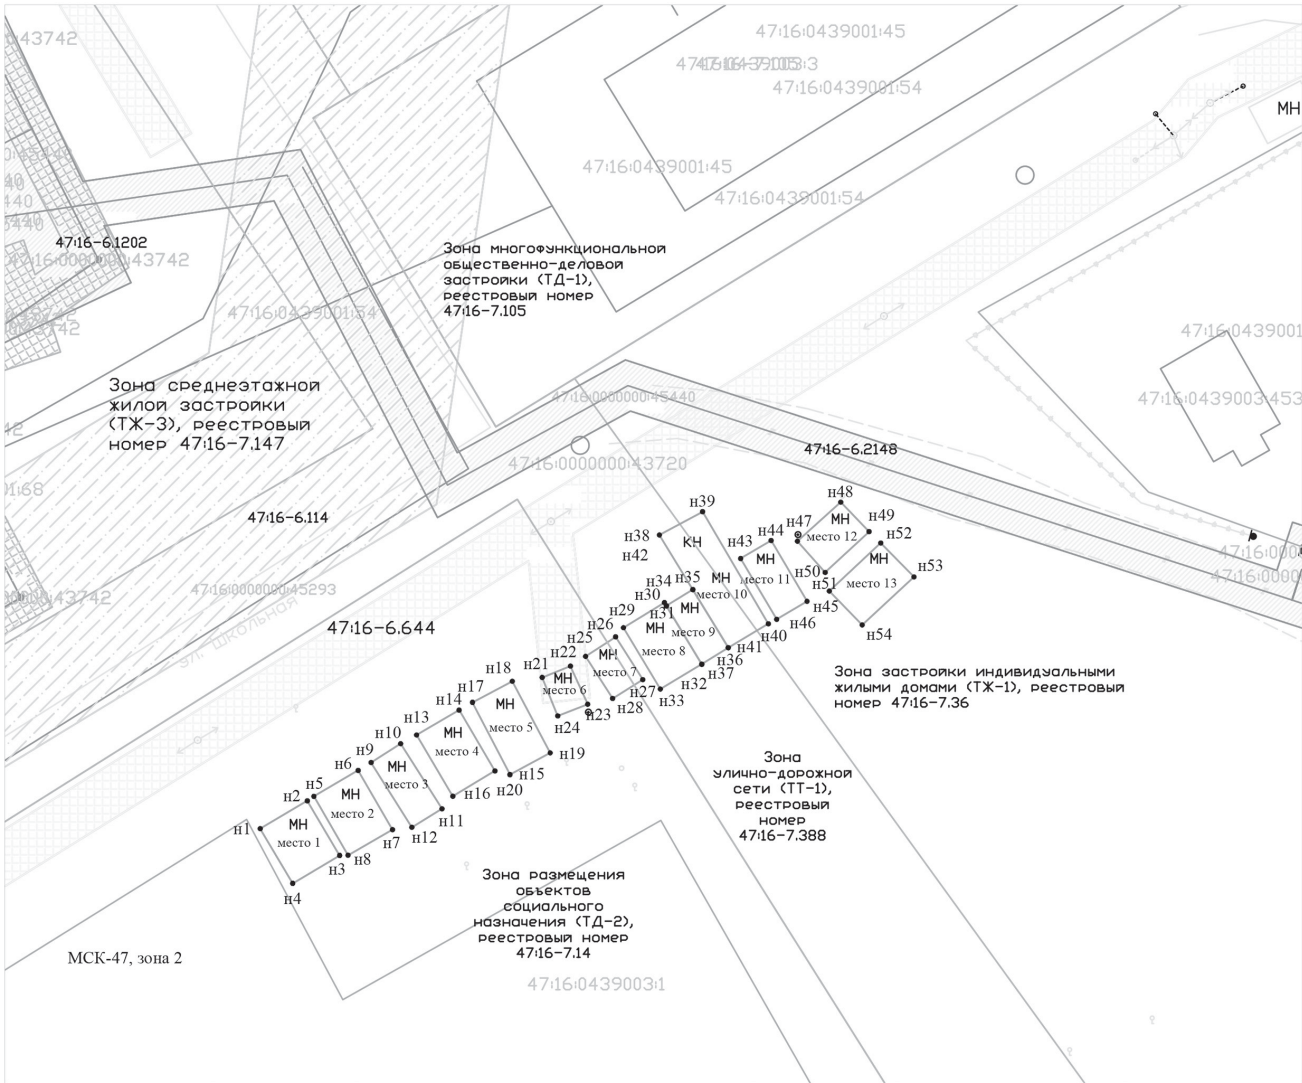 :43742
47:16:0439001:45
47:16:0439001:54
МН
47:16:0439001:45
47:16:0439001:54
47:16-6.1202
47:16:0000000:43742
Зона многофункциональной
общественно-деловой
застройки (ТД-1),
реестровый номер
47:16-7.105
47:16:0439001:54
47:16:0439001
Зона среднеэтажной
жилой застройки
(ТЖ-3), реестровый
номер 47:16-7.147
47:16:0000000:45440
47:16:0439003:453
47:16-6.2148
47:16:0000000:43720
47:16-6.114
47:16:0000000:45293
:43742
ул. Школьная
47:16-6.644
н39
н38
КН
н42
н48
н47
МН
н49
место 12
н44
н43
МН
место 11
н52
МН
н50
н51
место 13
н53
н54
н35
н34
МН
место 10
н45
н46
н40
н41
н30
н31
МН
место 9
н36
н37
н29
МН
место 8
н32
н33
н26
н25
МН
место 7
н27
н28
н22
н21
МН
место 6
н23
н24
н18
н17
МН
место 5
н19
н15
н20
н14
н13
МН
место 4
н16
н10
н9
МН
место 3
н11
н12
н6
н5
МН
место 2
н7
н8
н2
н1
МН
место 1
н3
н4
Зона застройки индивидуальными
жилыми домами (ТЖ-1), реестровый
номер 47:16-7.36
Зона
улично-дорожной
сети (ТТ-1),
реестровый
номер
47:16-7.388
Зона размещения
объектов
социального
назначения (ТД-2),
реестровый номер
47:16-7.14
МСК-47, зона 2
47:16:0439003:1